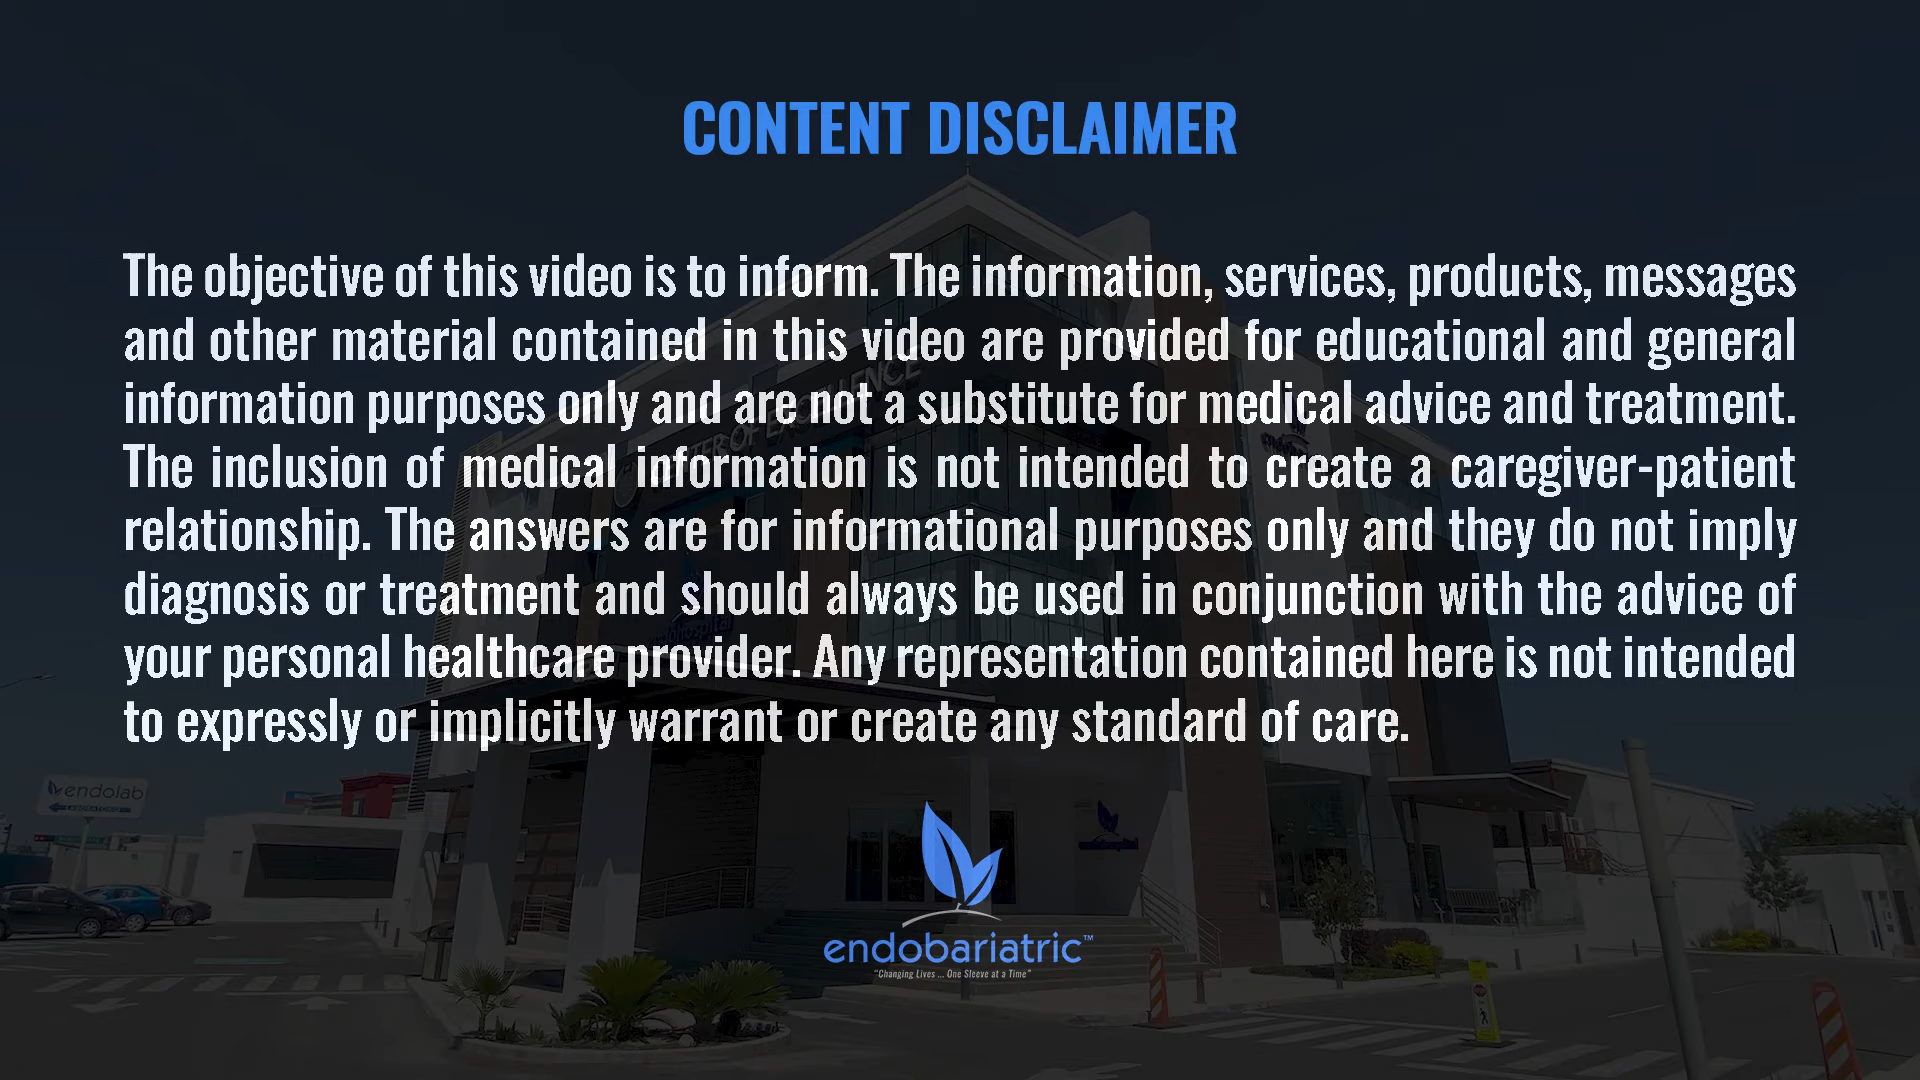 CONTENT DISCLAIMER
The objective of this video is to inform. The information, services, products, messages
and other material contained in this video are provided for educational and general
information purposes only and are not a substitute for medical advice and treatment.
The inclusion of medical information is not intended to create a caregiver-patient
relationship. The answers are for informational purposes only and they do not imply
diagnosis or treatment and should always be used in conjunction with the advice of
your personal healthcare provider. Any representation contained here is not intended
to expressly or implicitly warrant or create any standard of care.
CENTER OF EXCELLENCE
endohospital
endolab
endobariatric™
"Changing Lives ... One Sleeve at a Time"